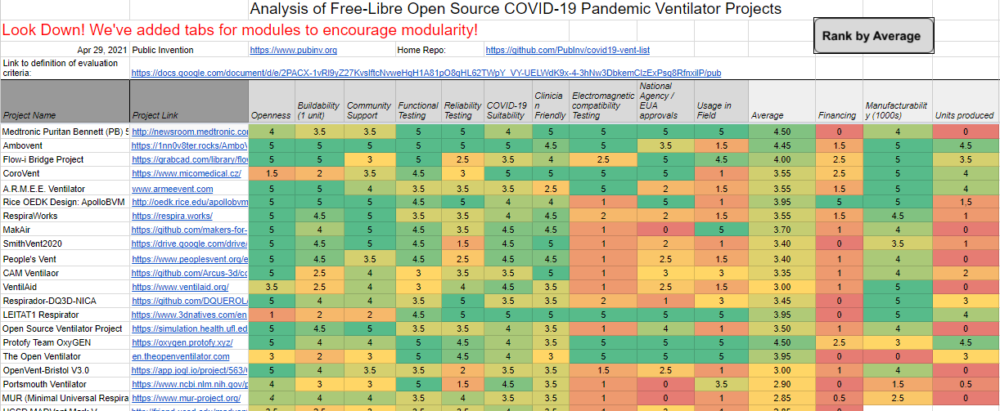 Analysis of Free-Libre Open Source COVID-19 Pandemic Ventilator Projects
Look Down! We've added tabs for modules to encourage modularity!
Rank by Average
Apr 29, 2021 Public Invention https://www.pubinv.org Home Repo: https://github.com/PubInv/covid19-vent-list
Link to definition of evaluation
criteria: https://docs.google.com/document/d/e/2PACX-1vRl9yZ27KvslftcNvweHqH1A81pO8qHL62TWpY_VY-UELWdK9x-4-3hNw3DbkemClzExPsg8RfnxilP/pub
Project Name Project Link Openness Buildability (1 unit) Community Support Functional Testing Reliability Testing COVID-19 Suitability Clinician Friendly Electromagnetic compatibility Testing National Agency / EUA approvals Usage in Field Average Financing Manufacturability (1000s) Units produced
Medtronic Puritan Bennett (PB) 5 http://newsroom.medtronic.co 4 3.5 3.5 5 5 4 5 5 5 5 4.50 0 4 0
Ambovent https://1nn0v8ter.rocks/Ambo 5 5 5 5 5 5 4.5 5 3.5 1.5 4.45 1.5 5 4.5
Flow-i Bridge Project https://grabcad.com/library/flo 5 5 3 5 2.5 3.5 4 2.5 5 4.5 4.00 2.5 5 3.5
CoroVent https://www.micomedical.cz/ 1.5 2 3.5 4.5 3 5 5 5 5 1 3.55 2.5 5 4
A.R.M.E.E. Ventilator www.armeevent.com 5 5 4 3.5 3.5 3.5 2.5 5 2 1.5 3.55 1.5 5 4
Rice OEDK Design: ApolloBVM http://oedk.rice.edu/apollobvm 5 5 5 4.5 5 4 4 1 5 1 3.95 5 5 1.5
RespiraWorks https://respira.works/ 5 4.5 5 3.5 3.5 4 4.5 2 2 1.5 3.55 1.5 4.5 1
MakAir https://github.com/makers-for- 5 4 5 5 4.5 4.5 5 1 0 5 3.70 1 4 0
SmithVent2020 https://drive.google.com/drive/ 5 4.5 5 4.5 1.5 4.5 5 1 2 1 3.40 0 3.5 1
People's Vent https://www.peoplesvent.org/e 5 4.5 3.5 4.5 2.5 4.5 4.5 1 2.5 1.5 3.40 1 5 0
CAM Ventilaor https://github.com/Arcus-3d/cc 5 2.5 4 3 3.5 3.5 5 1 3 3 3.35 1 5 2
VentilAid https://www.ventilaid.org/ 3.5 2.5 4 3 4 4.5 3.5 1 2.5 1.5 3.00 1 5 0
Respirador-DQ3D-NICA https://github.com/DQUEROL 5 4 4 3.5 5 3.5 3.5 2 1 3 3.45 1 5 3
LEITAT1 Respirator https://www.3dnatives.com/en 1 2 2 4.5 5 5 5 5 5 5 3.95 1 5 4
Open Source Ventilator Project https://simulation.health.ufl.ed 5 4.5 5 3.5 3.5 4 3.5 1 4 1 3.50 1 5 0
Protofy Team OxyGEN https://oxygen.protofy.xyz/ 5 4 4 5 4.5 4 3.5 5 5 5 4.50 2.5 3 4.5
The Open Ventilator en.theopenventilator.com 3 2 3 5 4.5 4 3 5 5 5 3.95 0 0 3
OpenVent-Bristol V3.0 https://app.jogl.io/project/563/ 5 4 4 3.5 2 3.5 4 1.5 2.5 1.5 3.00 1 5 0
Portsmouth Ventilator https://www.ncbi.nlm.nih.gov/p 4 3 3 5 1.5 4.5 3.5 1 0 3.5 2.90 0 1.5 0.5
MUR (Minimal Universal Respira https://www.mur-project.org/ 4 4 4 3.5 3.5 3.5 4 1 0 1 2.85 0.5 2.5 0